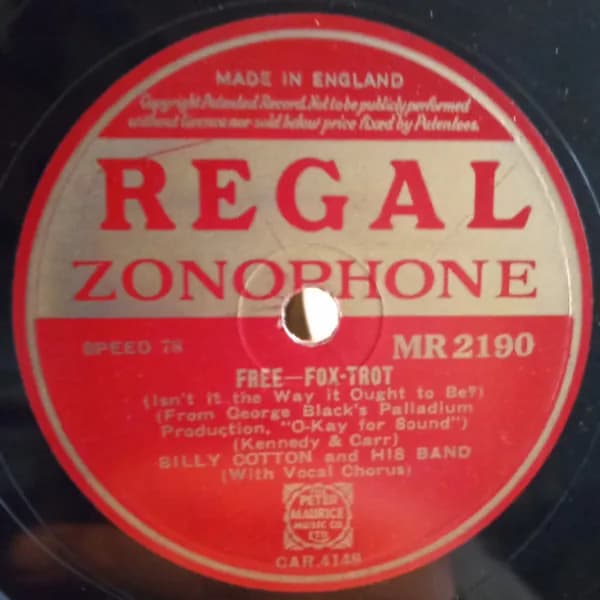 MADE IN ENGLAND
Copyright Patented Record. Not to be publicly performed
without licence nor sold below price fixed by Patentees.
REGAL
ZONOPHONE
SPEED 78
MR 2190
FREE—FOX-TROT
(Isn't it the Way it Ought to Be?)
(From George Black's Palladium
Production, "O-Kay for Sound")
(Kennedy & Carr)
BILLY COTTON and HIS BAND
(With Vocal Chorus)
PETER
MAURICE
MUSIC CO
LTD
CAR.4148